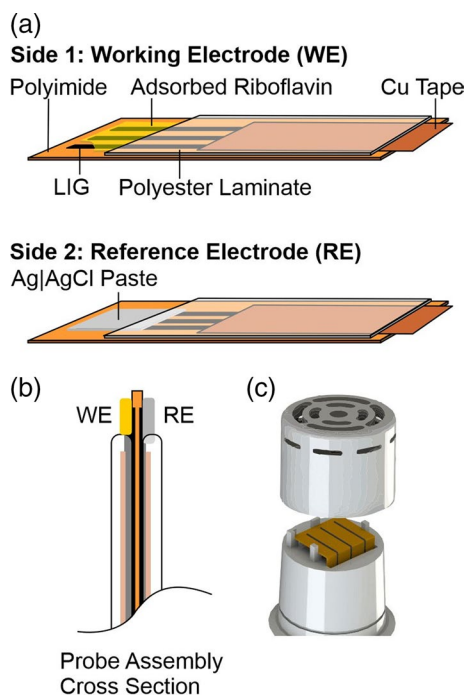 (a)
Side 1: Working Electrode (WE)
Polyimide
Adsorbed Riboflavin
Cu Tape
LIG
Polyester Laminate
Side 2: Reference Electrode (RE)
Ag|AgCl Paste
(b)
WE
RE
(c)
Probe Assembly
Cross Section